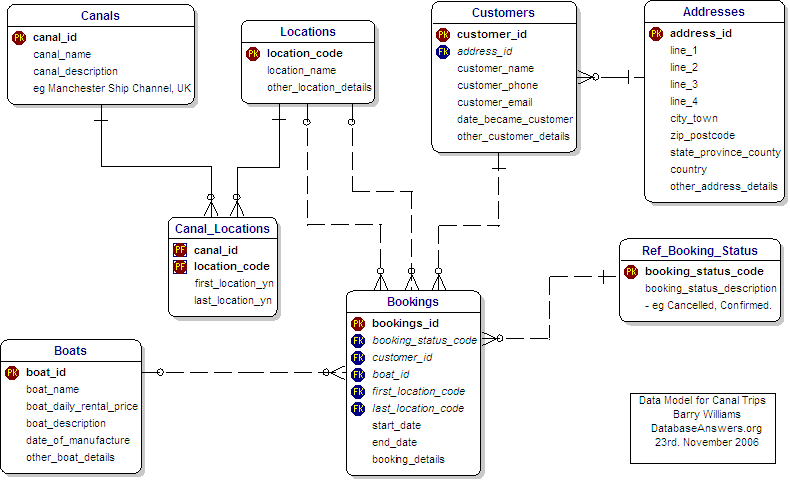 Canals
PK canal_id
canal_name
canal_description
eg Manchester Ship Channel, UK
Locations
PK location_code
location_name
other_location_details
Customers
PK customer_id
FK address_id
customer_name
customer_phone
customer_email
date_became_customer
other_customer_details
Addresses
PK address_id
line_1
line_2
line_3
line_4
city_town
zip_postcode
state_province_county
country
other_address_details
Canal_Locations
PF canal_id
PF location_code
first_location_yn
last_location_yn
Ref_Booking_Status
PK booking_status_code
booking_status_description
- eg Cancelled, Confirmed.
Bookings
PK bookings_id
FK booking_status_code
FK customer_id
FK boat_id
FK first_location_code
FK last_location_code
start_date
end_date
booking_details
Boats
PK boat_id
boat_name
boat_daily_rental_price
boat_description
date_of_manufacture
other_boat_details
Data Model for Canal Trips
Barry Williams
DatabaseAnswers.org
23rd. November 2006